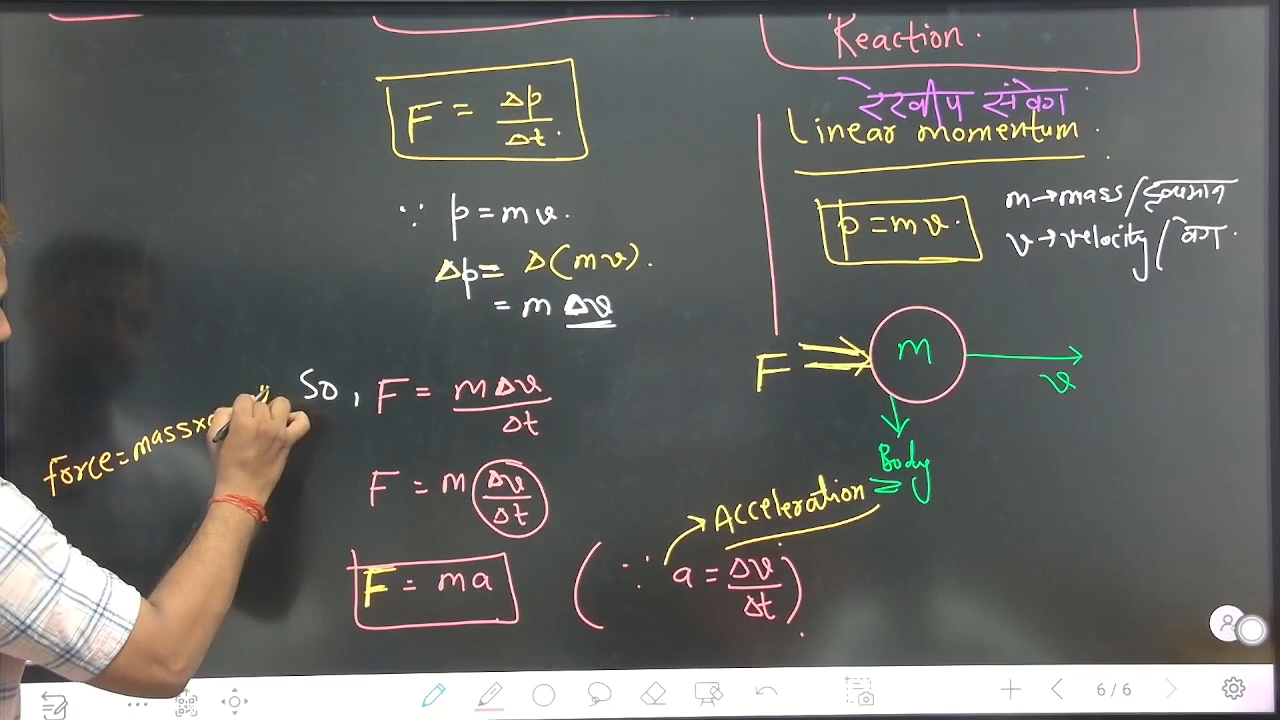 Reaction.
रेखीय संवेग
Linear momentum.
p = mv.
m→mass/द्रव्यमान
v→velocity/वेग.
F
m
v
Body
F = Δp/Δt.
∵ p = mv.
Δp = Δ(mv).
= m Δv
So, F = mΔv/Δt
F = m Δv/Δt
F = ma
(∵ a = Δv/Δt).
Acceleration
force=mass×
6/6